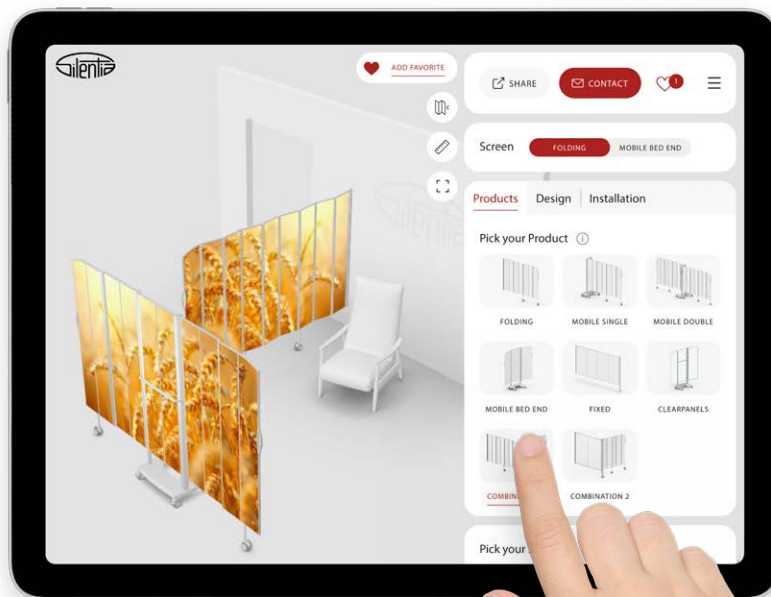 Silentia
ADD FAVORITE
SHARE
CONTACT
1
Screen
FOLDING
MOBILE BED END
Products
Design
Installation
Pick your Product
FOLDING
MOBILE SINGLE
MOBILE DOUBLE
MOBILE BED END
FIXED
CLEARPANELS
COMBINA
COMBINATION 2
Pick your